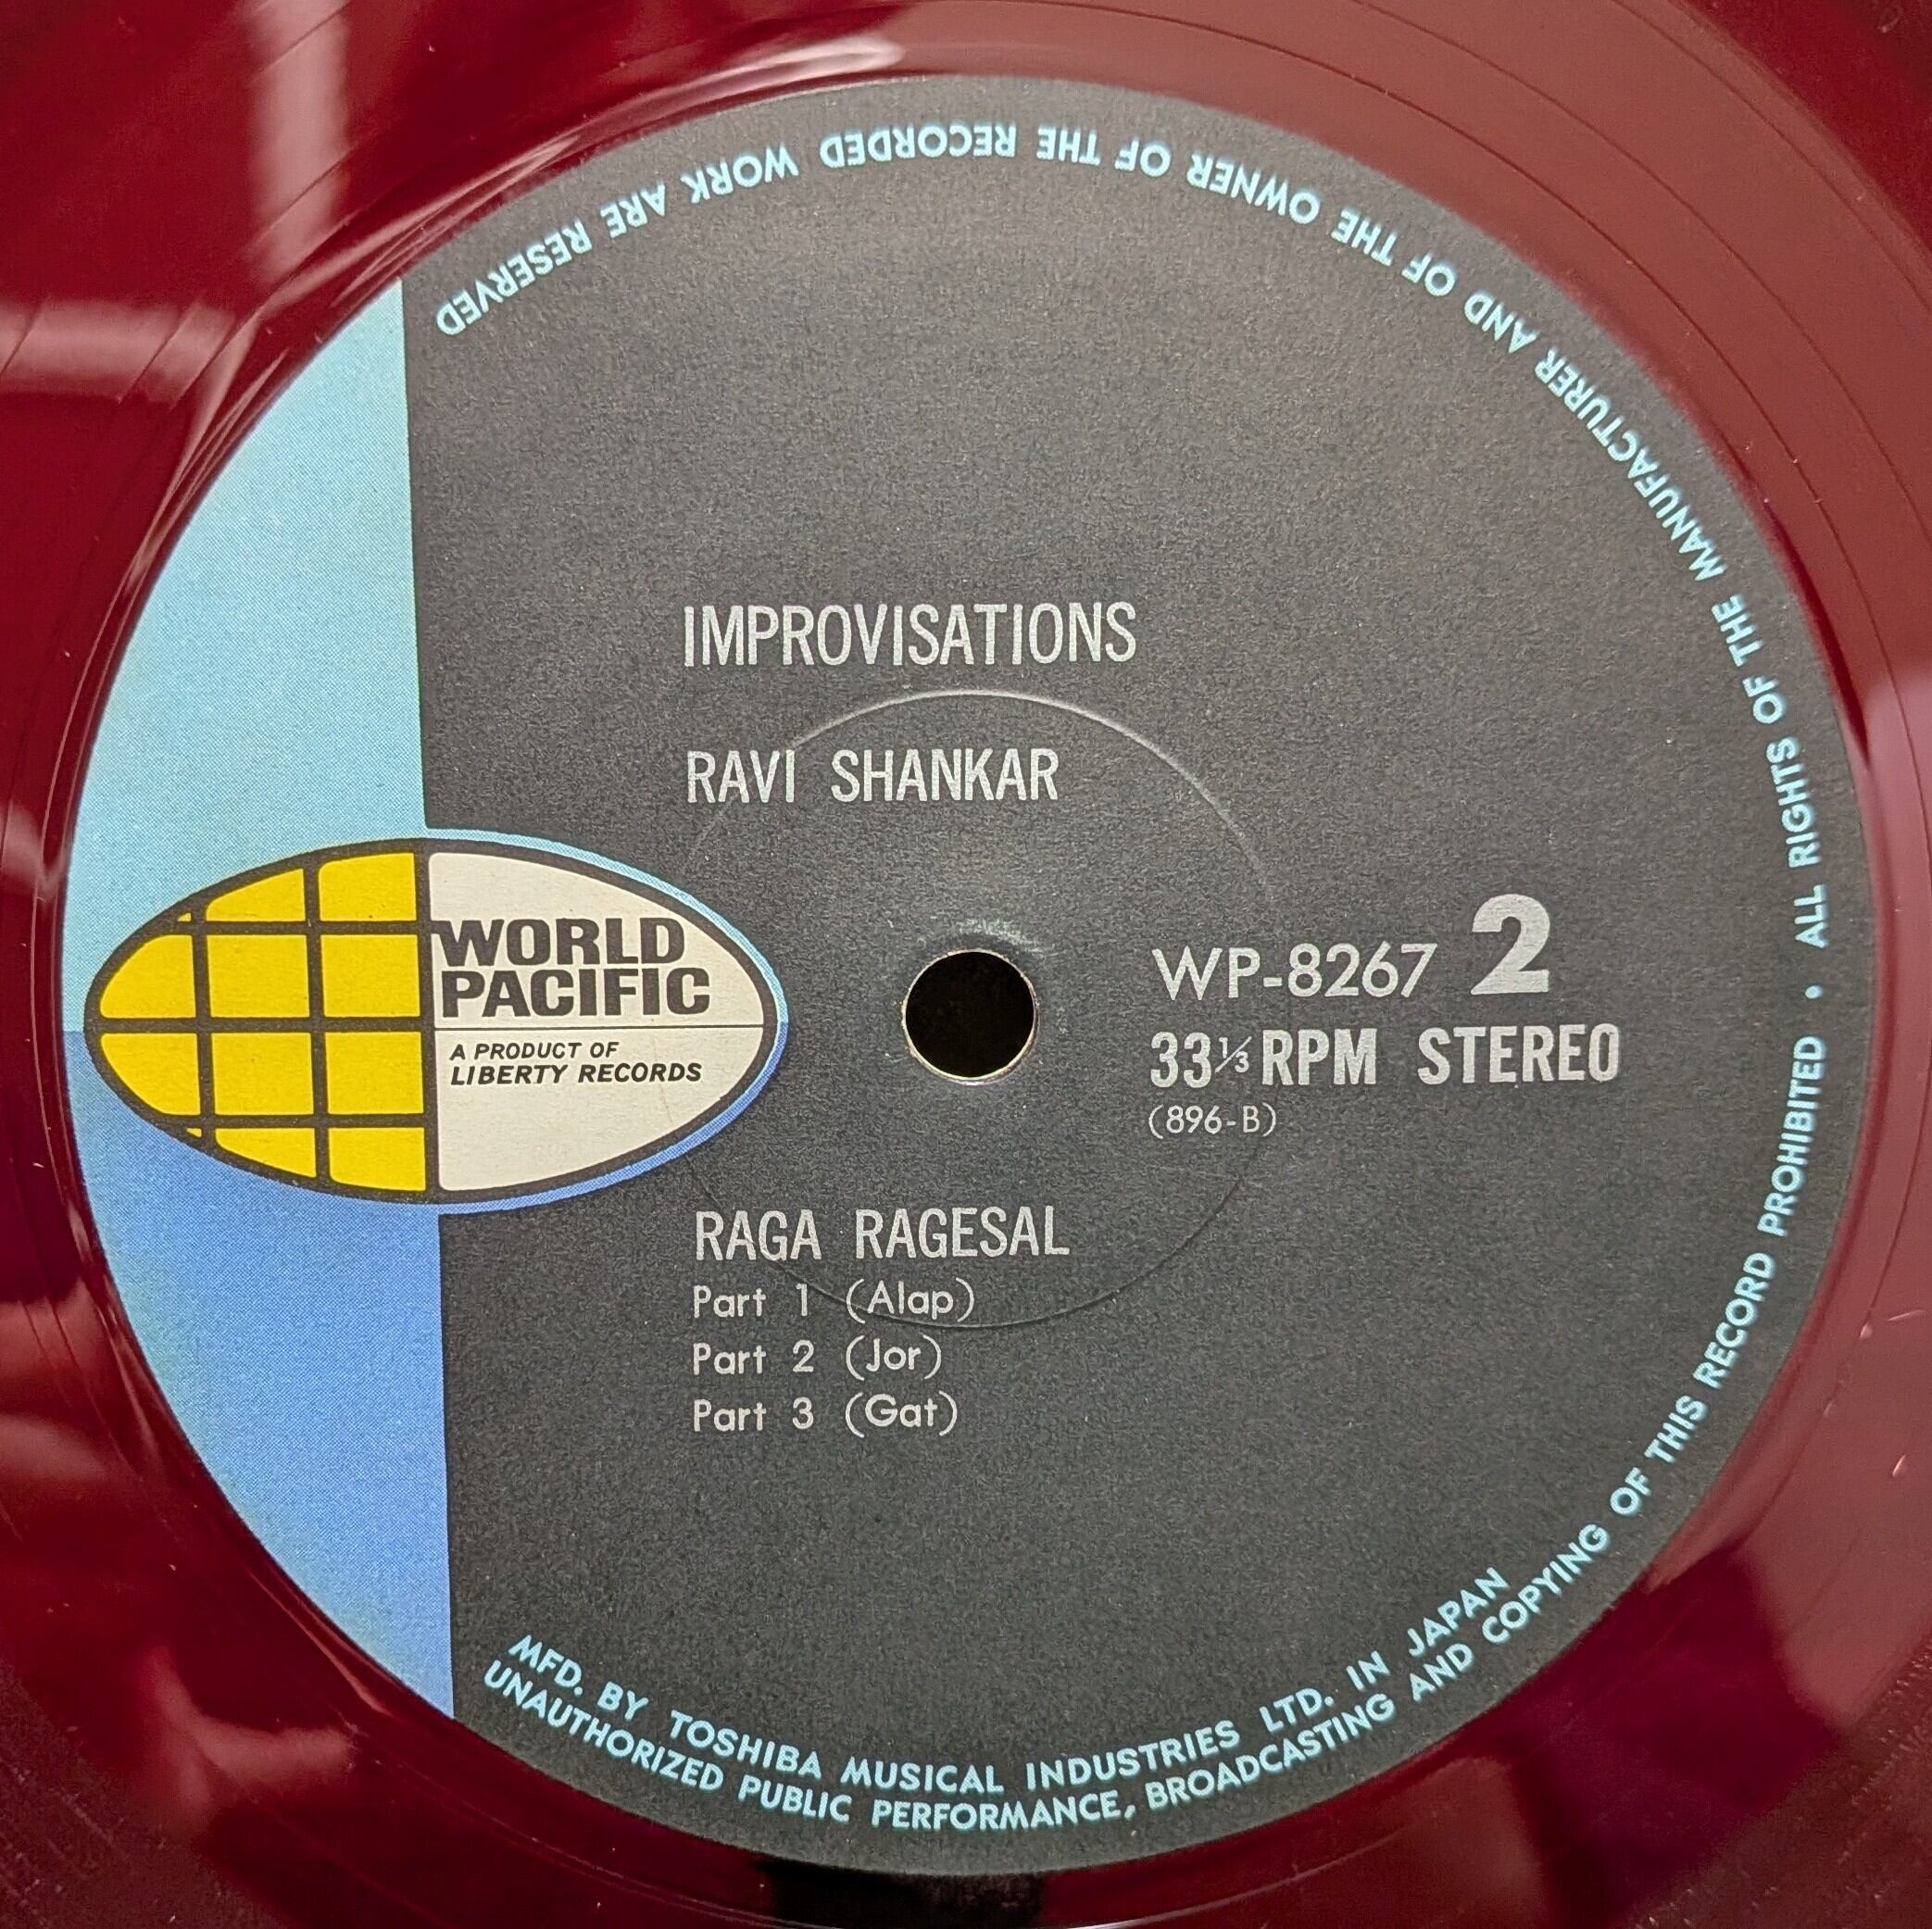 IMPROVISATIONS
RAVI SHANKAR
WORLD
PACIFIC
A PRODUCT OF
LIBERTY RECORDS
WP-8267 2
33⅓ RPM STEREO
(896-B)
RAGA RAGESAL
Part 1 (Alap)
Part 2 (Jor)
Part 3 (Gat)
MFD. BY TOSHIBA MUSICAL INDUSTRIES LTD. IN JAPAN
UNAUTHORIZED PUBLIC PERFORMANCE, BROADCASTING AND COPYING OF THIS RECORD PROHIBITED • ALL RIGHTS OF THE MANUFACTURER AND OF THE OWNER OF THE RECORDED WORK ARE RESERVED